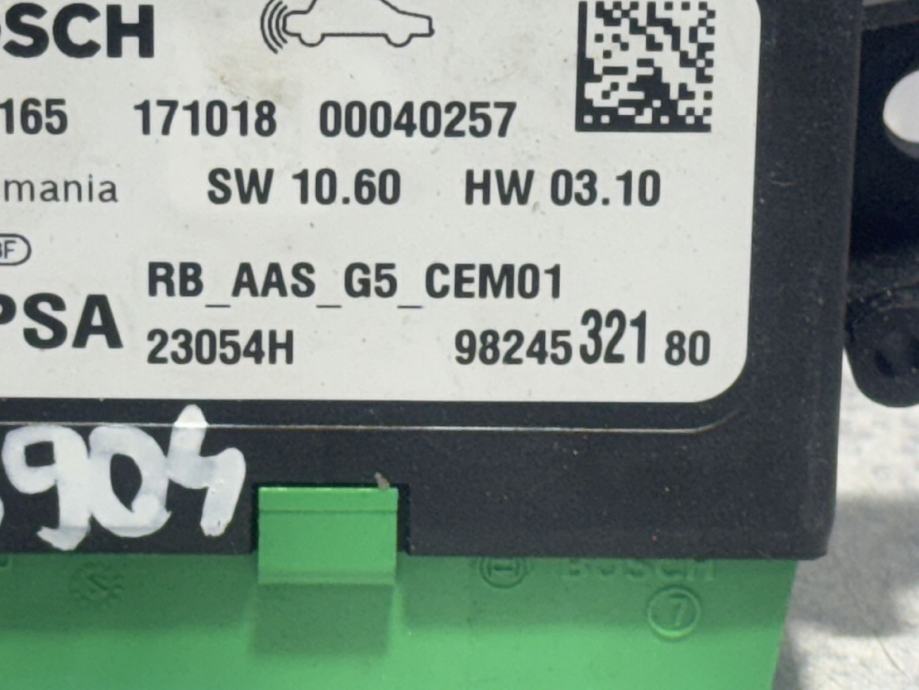 OSCH
165 171018 00040257
mania SW 10.60 HW 03.10
RB_AAS_G5_CEM01
PSA 23054H 98245 321 80
904
BOSCH
7